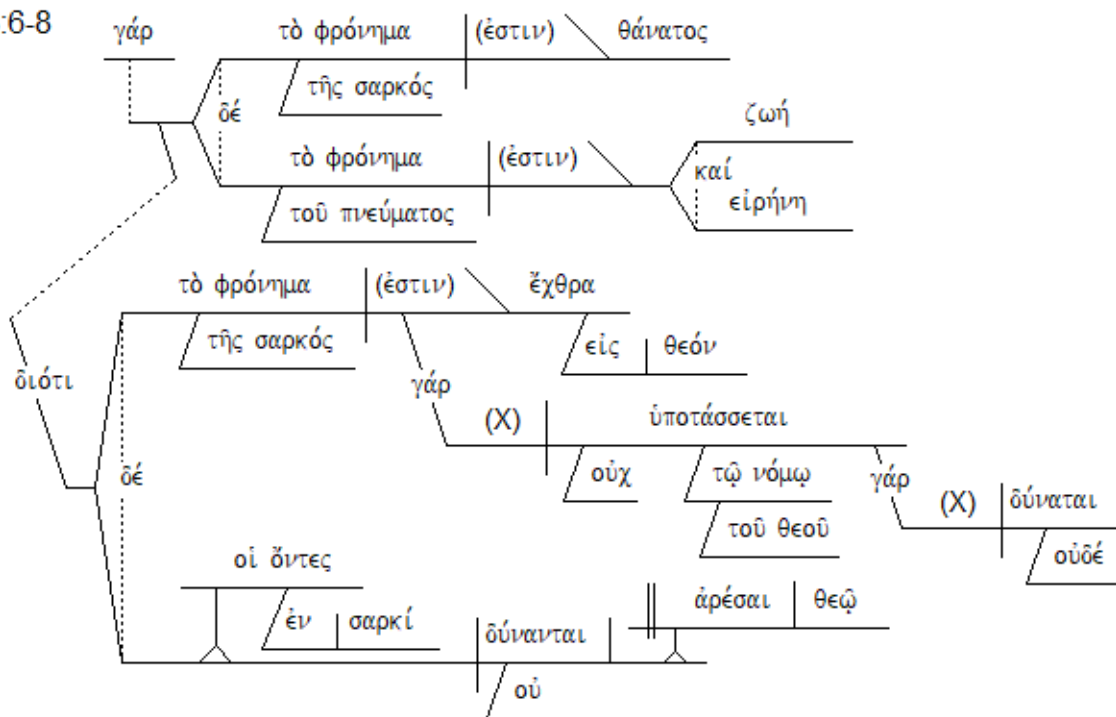 :6-8
γάρ τὸ φρόνημα (ἐστιν) θάνατος
τῆς σαρκός
δέ
ζωή
τὸ φρόνημα (ἐστιν) καί
τοῦ πνεύματος εἰρήνη
τὸ φρόνημα (ἐστιν) ἔχθρα
τῆς σαρκός εἰς θεόν
διότι γάρ
(X) ὑποτάσσεται
δέ οὐχ τῷ νόμῳ γάρ (X) δύναται
τοῦ θεοῦ οὐδέ
οἱ ὄντες
ἐν σαρκί δύνανται ἀρέσαι θεῷ
οὐ